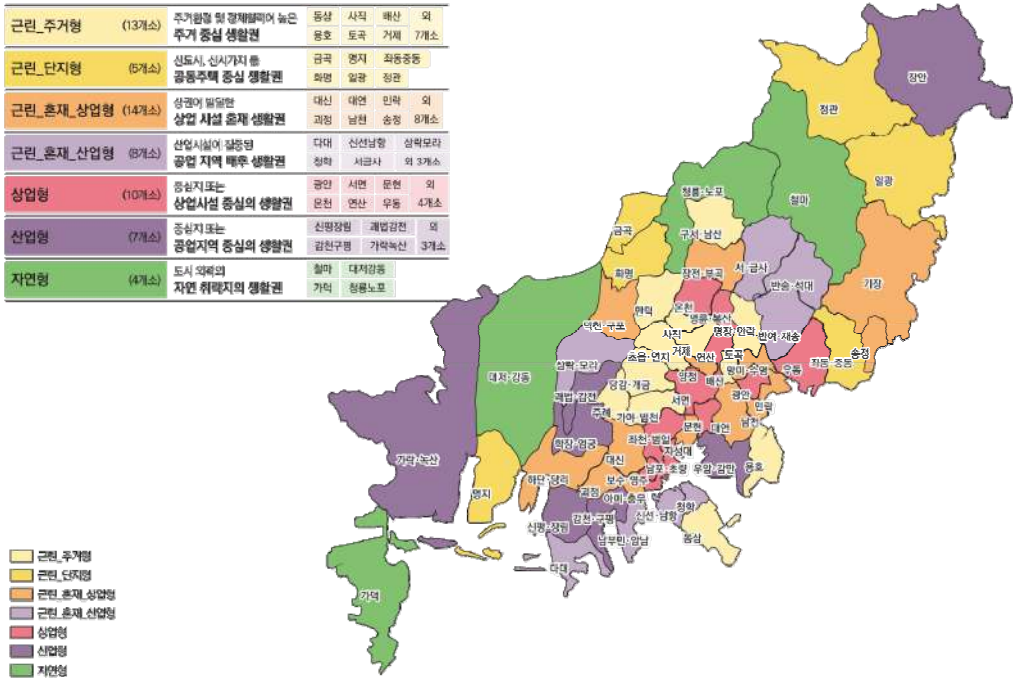 근린_주거형 (13개소) 주거환경 및 경제활력이 높은 주거 중심 생활권
동삼 사직 배산 외
용호 토곡 거제 7개소
근린_단지형 (5개소) 신도시, 신시가지 등 공동주택 중심 생활권
금곡 명지 좌동중동
화명 일광 정관
근린_혼재_상업형 (14개소) 상권이 발달한 상업 시설 혼재 생활권
대신 대연 민락 외
괴정 남천 송정 8개소
근린_혼재_산업형 (8개소) 산업시설이 집중된 공업 지역 배후 생활권
다대 신선남항 삼락모라
청학 서금사 외 3개소
상업형 (10개소) 중심지 또는 상업시설 중심의 생활권
광안 서면 문현 외
온천 연산 우동 4개소
산업형 (7개소) 중심지 또는 공업지역 중심의 생활권
신평장림 괘법감전 외
감천구평 가락녹산 3개소
자연형 (4개소) 도시 외곽의 자연 취락지의 생활권
철마 대저강동
가덕 청룡노포
장안
정관
일광
청룡·노포
철마
금곡
구서·남산
화명
장전·부곡
서·금사
반송·석대
기장
만덕
온천
명륜·복산
덕천·구포
사직
명장·안락
반여·재송
초읍·연지
거제
연산
토곡
송정
삼락·모라
망미·수영
우동
좌동·중동
대저·강동
당감·개금
양정
배산
괘법·감전
서면
광안
주례
가야·범천
민락
남천
학장·엄궁
좌천·범일
문현
대연
가락·녹산
대신
자성대
하단·당리
남포·초량
우암·감만
용호
보수·영주
명지
괴정
아미·충무
청학
신평·장림
감천·구평
신선·남항
남부민·암남
동삼
다대
가덕
근린_주거형
근린_단지형
근린_혼재_상업형
근린_혼재_산업형
상업형
산업형
자연형